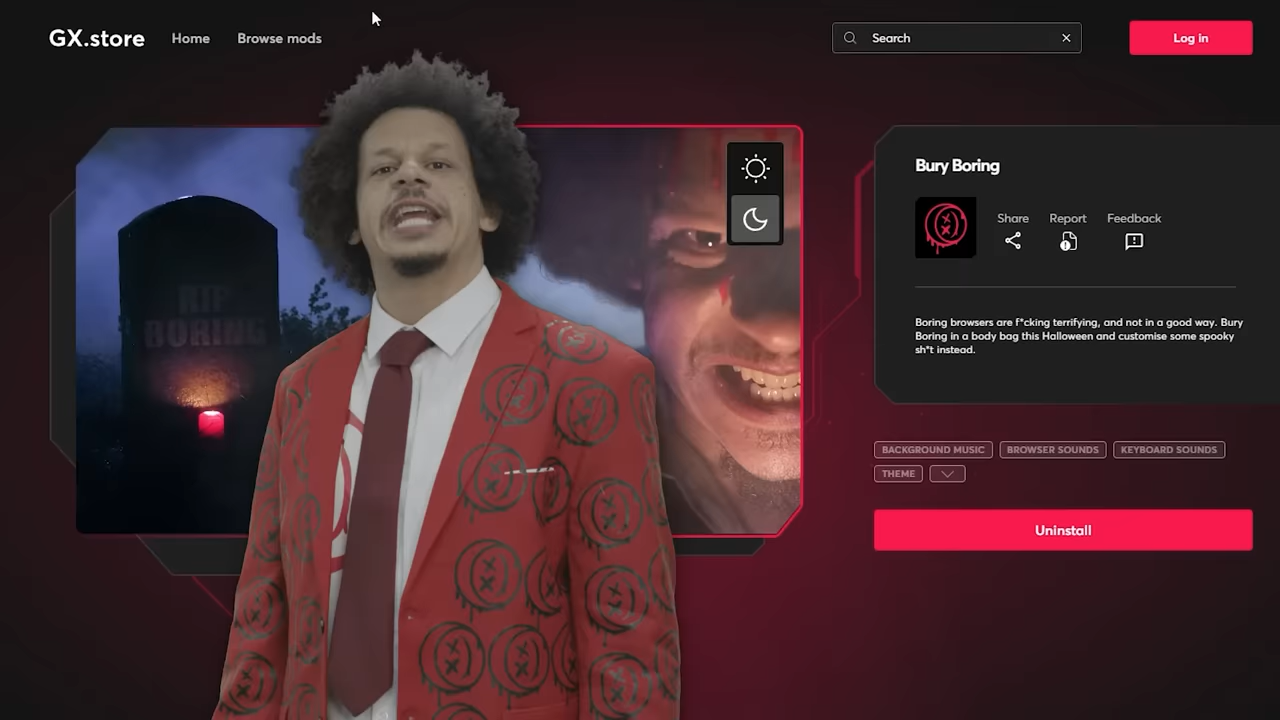 GX.store
Home
Browse mods
Search
Log in
RIP
BORING
Bury Boring
Share
Report
Feedback
Boring browsers are f*cking terrifying, and not in a good way. Bury
Boring in a body bag this Halloween and customise some spooky
sh*t instead.
BACKGROUND MUSIC
BROWSER SOUNDS
KEYBOARD SOUNDS
THEME
Uninstall